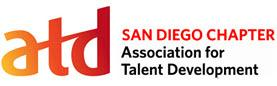 atd
SAN DIEGO CHAPTER
Association for
Talent Development